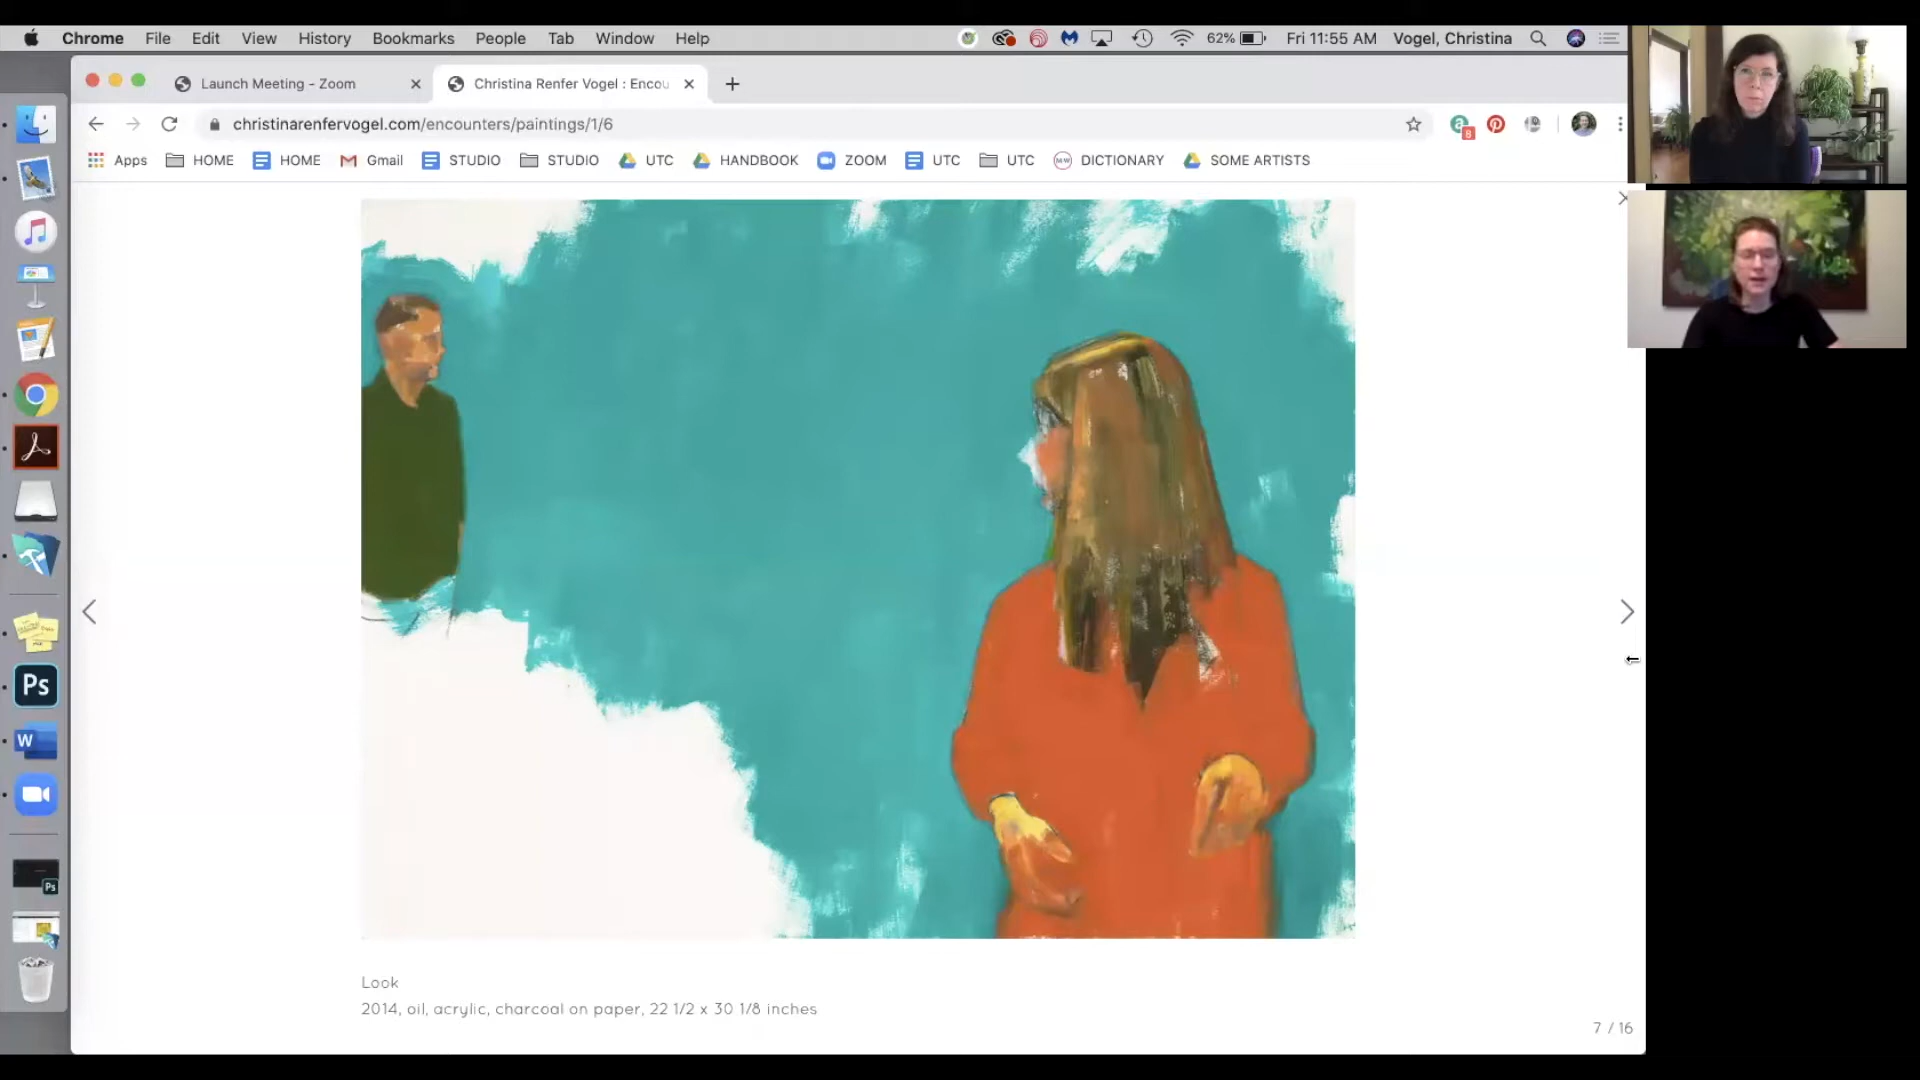 Chrome File Edit View History Bookmarks People Tab Window Help 62% Fri 11:55 AM Vogel, Christina
Launch Meeting - Zoom Christina Renfer Vogel : Encou
christinarenfervogel.com/encounters/paintings/1/6 8
Apps HOME HOME Gmail STUDIO STUDIO UTC HANDBOOK ZOOM UTC UTC DICTIONARY SOME ARTISTS
Ps
W
Ps
Look
2014, oil, acrylic, charcoal on paper, 22 1/2 x 30 1/8 inches
7 / 16